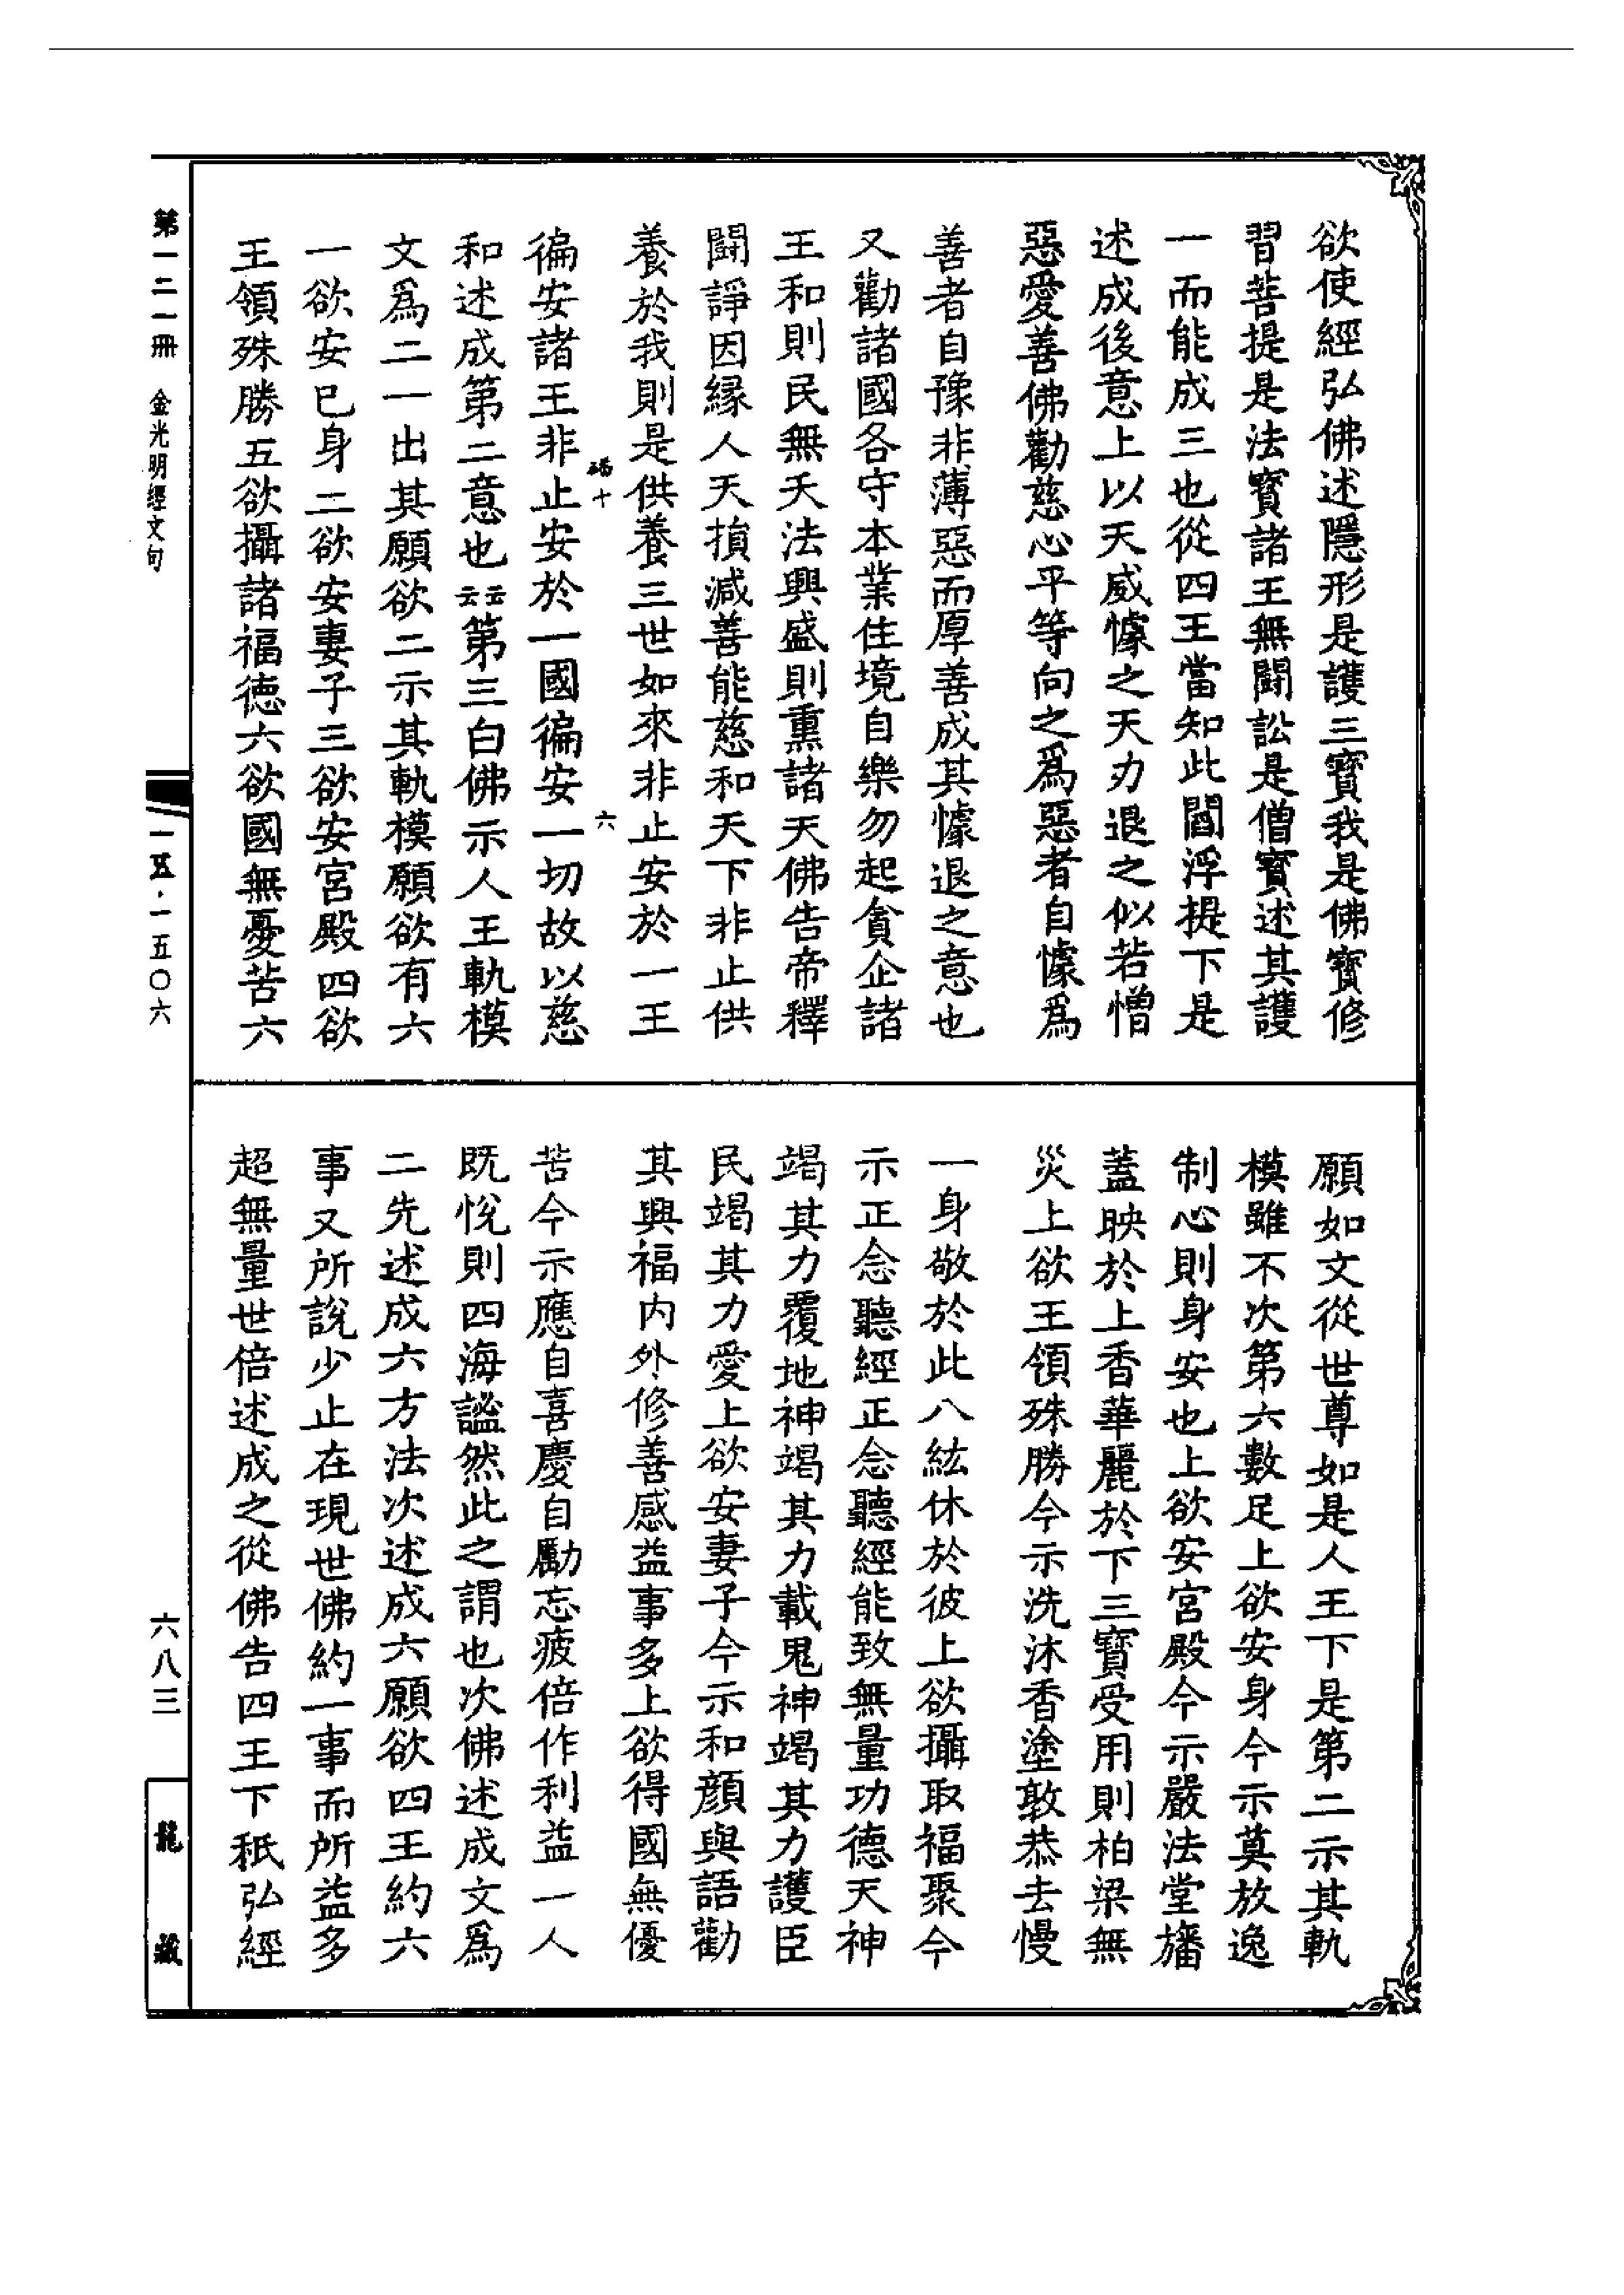 欲使經弘佛述隱形是護三寶我是佛寶修
習菩提是法寶諸王無鬬訟是僧寶述其護
一而能成三也從四王當知此閻浮提下是
述成後意上以天威懅之天力退之似若憎
惡愛善佛勸慈心平等向之爲惡者自懅爲
善者自豫非薄惡而厚善成其懅退之意也
又勸諸國各守本業住境自樂勿起貪企諸
王和則民無夭法興盛則熏諸天佛告帝釋
鬬諍因緣人天損減善能慈和天下非止供
養於我則是供養三世如來非止安於一王
福十 六
徧安諸王非止安於一國徧安一切故以慈
和述成第二意也云云第三白佛示人王軌模
文爲二一出其願欲二示其軌模願欲有六
一欲安已身二欲安妻子三欲安宮殿四欲
王領殊勝五欲攝諸福德六欲國無憂苦六
願如文從世尊如是人王下是第二示其軌
模雖不次第六數足上欲安身今示莫放逸
制心則身安也上欲安宮殿今示嚴法堂旛
蓋映於上香華麗於下三寶受用則柏梁無
災上欲王領殊勝今示洗沐香塗敦恭去慢
一身敬於此八紘休於彼上欲攝取福聚今
示正念聽經正念聽經能致無量功德天神
竭其力覆地神竭其力載鬼神竭其力護臣
民竭其力愛上欲安妻子今示和顏與語勸
其興福內外修善感益事多上欲得國無優
苦今示應自喜慶自勵忘疲倍作利益一人
既悅則四海謐然此之謂也次佛述成文爲
二先述成六方法次述成六願欲四王約六
事又所說少止在現世佛約一事而所益多
超無量世倍述成之從佛告四王下秖弘經
第一二一冊 金光明經文句
一五五·一五〇六
六八三
龍藏